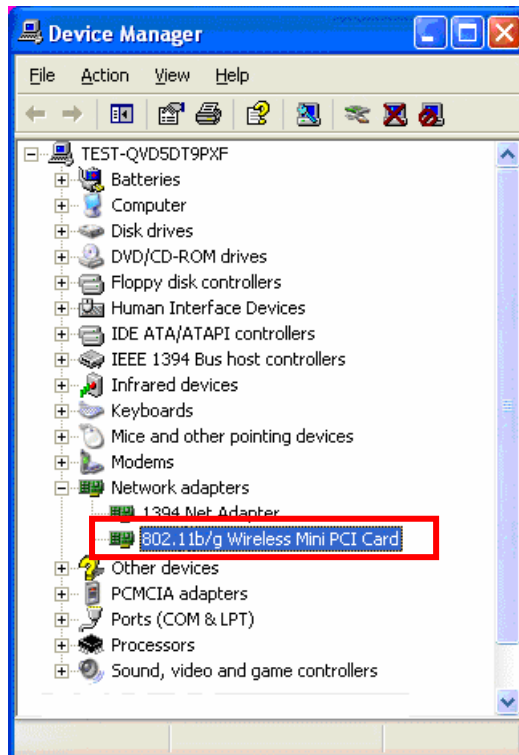 Device Manager
File Action View Help
TEST-QVD5DT9PXF
Batteries
Computer
Disk drives
DVD/CD-ROM drives
Floppy disk controllers
Human Interface Devices
IDE ATA/ATAPI controllers
IEEE 1394 Bus host controllers
Infrared devices
Keyboards
Mice and other pointing devices
Modems
Network adapters
1394 Net Adapter
802.11b/g Wireless Mini PCI Card
Other devices
PCMCIA adapters
Ports (COM & LPT)
Processors
Sound, video and game controllers